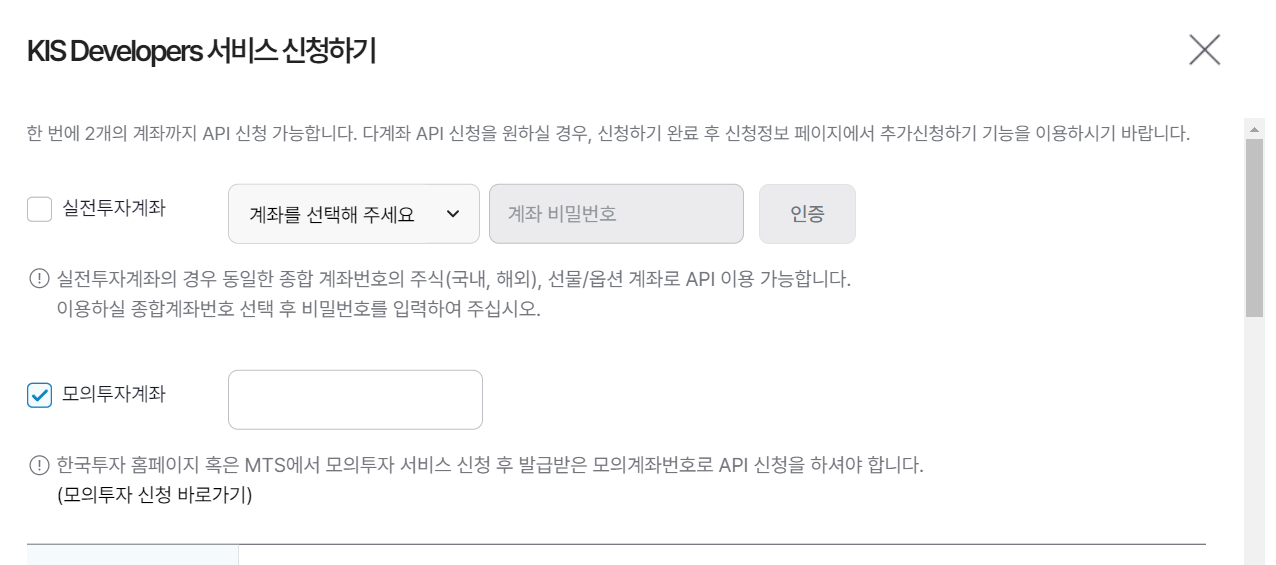 KIS Developers 서비스 신청하기
한 번에 2개의 계좌까지 API 신청 가능합니다. 다계좌 API 신청을 원하실 경우, 신청하기 완료 후 신청정보 페이지에서 추가신청하기 기능을 이용하시기 바랍니다.
실전투자계좌 계좌를 선택해 주세요 계좌 비밀번호 인증
실전투자계좌의 경우 동일한 종합 계좌번호의 주식(국내, 해외), 선물/옵션 계좌로 API 이용 가능합니다.
이용하실 종합계좌번호 선택 후 비밀번호를 입력하여 주십시오.
모의투자계좌
한국투자 홈페이지 혹은 MTS에서 모의투자 서비스 신청 후 발급받은 모의계좌번호로 API 신청을 하셔야 합니다.
(모의투자 신청 바로가기)